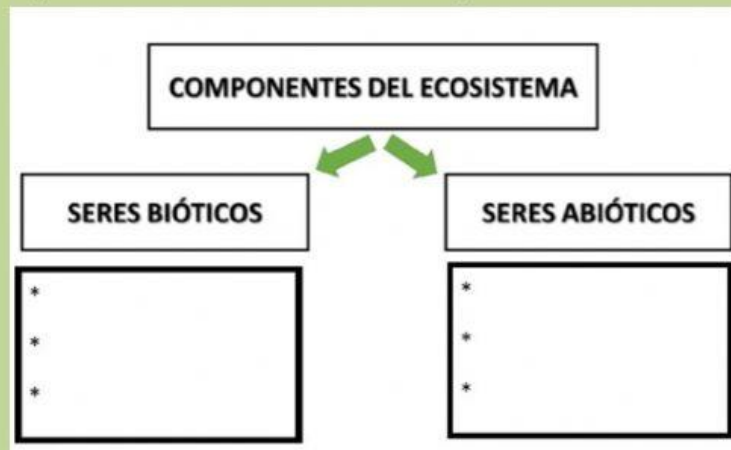 COMPONENTES DEL ECOSISTEMA
SERES BIÓTICOS
SERES ABIÓTICOS
*
*
*
*
*
*